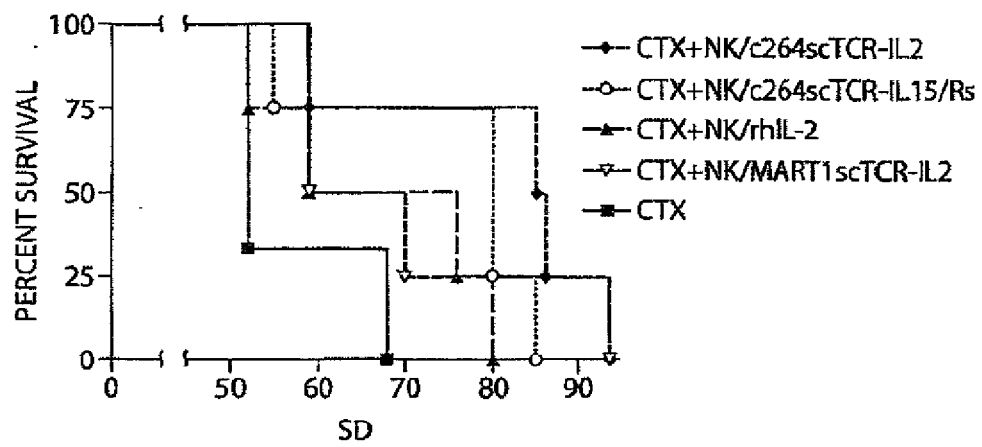 100
75
50
25
0
PERCENT SURVIVAL
0 50 60 70 80 90
SD
CTX+NK/c264scTCR-IL2
CTX+NK/c264scTCR-IL15/Rs
CTX+NK/rhIL-2
CTX+NK/MART1scTCR-IL2
CTX